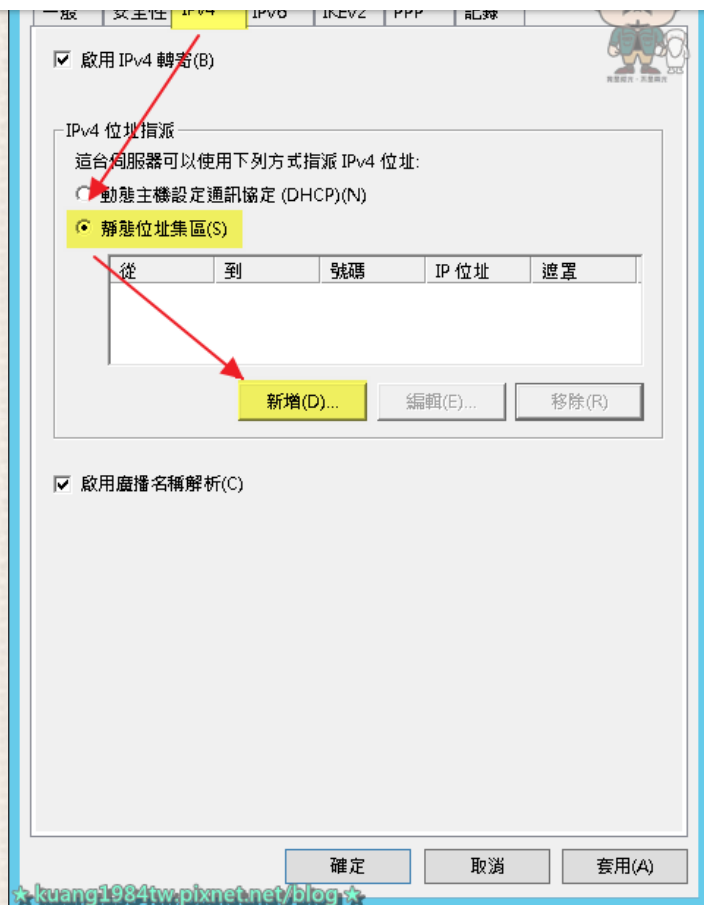 一般 安全性 IPv4 IPv6 IKEv2 PPP 記錄
啟用 IPv4 轉寄(B)
IPv4 位址指派
這台伺服器可以使用下列方式指派 IPv4 位址:
動態主機設定通訊協定 (DHCP)(N)
靜態位址集區(S)
從 到 號碼 IP 位址 遮罩
新增(D)... 編輯(E)... 移除(R)
啟用廣播名稱解析(C)
確定 取消 套用(A)
★ kuang1984tw.pixnet.net/blog ★